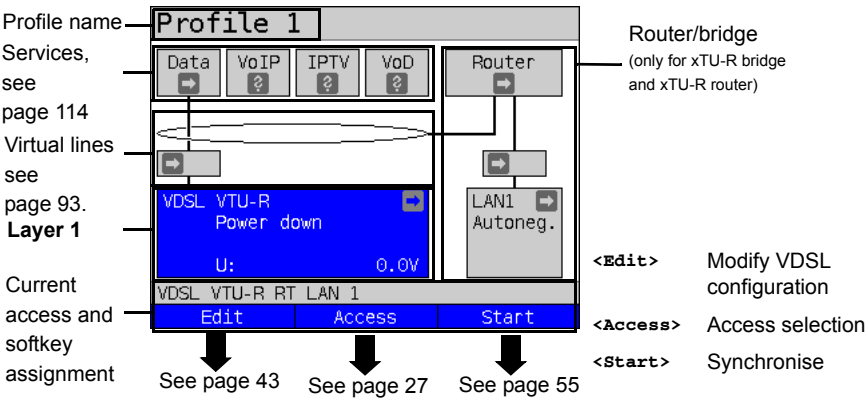 Profile name
Profile 1
Services,
see
page 114
Data
VoIP
IPTV
VoD
Router
Router/bridge
(only for xTU-R bridge
and xTU-R router)
Virtual lines
see
page 93.
Layer 1
VDSL VTU-R
Power down
U: 0.0V
LAN1
Autoneg.
Current
access and
softkey
assignment
VDSL VTU-R RT LAN 1
Edit
Access
Start
See page 43
See page 27
See page 55
<Edit> Modify VDSL
configuration
<Access> Access selection
<Start> Synchronise